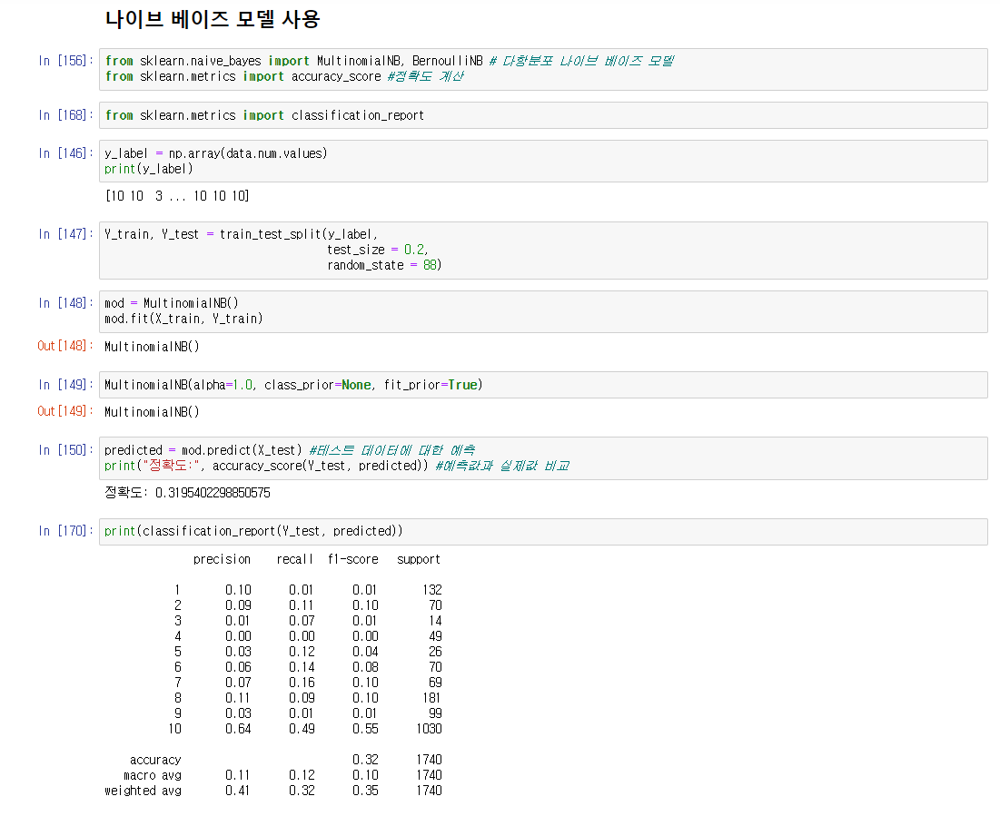 나이브 베이즈 모델 사용
In [156]: from sklearn.naive_bayes import MultinomialNB, BernoulliNB # 다항분포 나이브 베이즈 모델
from sklearn.metrics import accuracy_score #정확도 계산
In [168]: from sklearn.metrics import classification_report
In [146]: y_label = np.array(data.num.values)
print(y_label)
[10 10  3 ... 10 10 10]
In [147]: Y_train, Y_test = train_test_split(y_label,
test_size = 0.2,
random_state = 88)
In [148]: mod = MultinomialNB()
mod.fit(X_train, Y_train)
Out[148]: MultinomialNB()
In [149]: MultinomialNB(alpha=1.0, class_prior=None, fit_prior=True)
Out[149]: MultinomialNB()
In [150]: predicted = mod.predict(X_test) #테스트 데이터에 대한 예측
print("정확도:", accuracy_score(Y_test, predicted)) #예측값과 실제값 비교
정확도: 0.3195402298850575
In [170]: print(classification_report(Y_test, predicted))
precision recall f1-score support
1 0.10 0.01 0.01 132
2 0.09 0.11 0.10 70
3 0.01 0.07 0.01 14
4 0.00 0.00 0.00 49
5 0.03 0.12 0.04 26
6 0.06 0.14 0.08 70
7 0.07 0.16 0.10 69
8 0.11 0.09 0.10 181
9 0.03 0.01 0.01 99
10 0.64 0.49 0.55 1030
accuracy 0.32 1740
macro avg 0.11 0.12 0.10 1740
weighted avg 0.41 0.32 0.35 1740